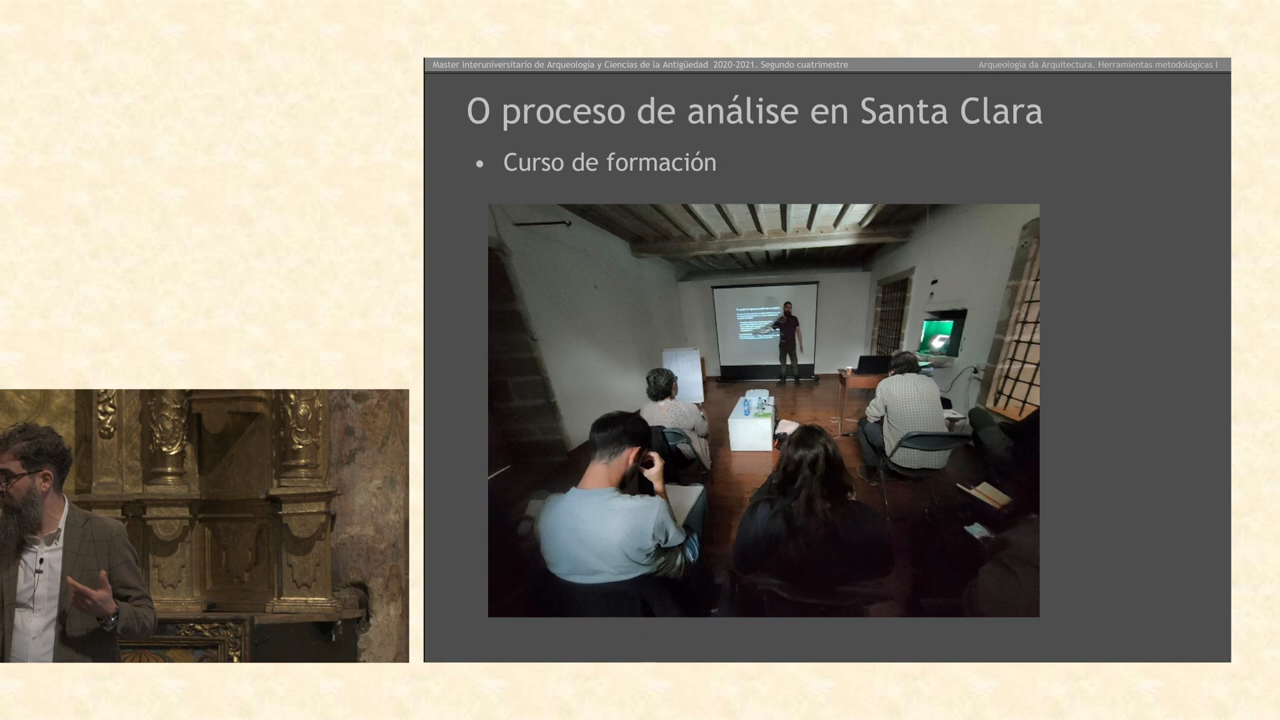 Master Interuniversitario de Arqueología y Ciencias de la Antigüedad 2020-2021. Segundo cuatrimestre
Arqueología da Arquitectura. Herramientas metodológicas I
O proceso de análise en Santa Clara
• Curso de formación